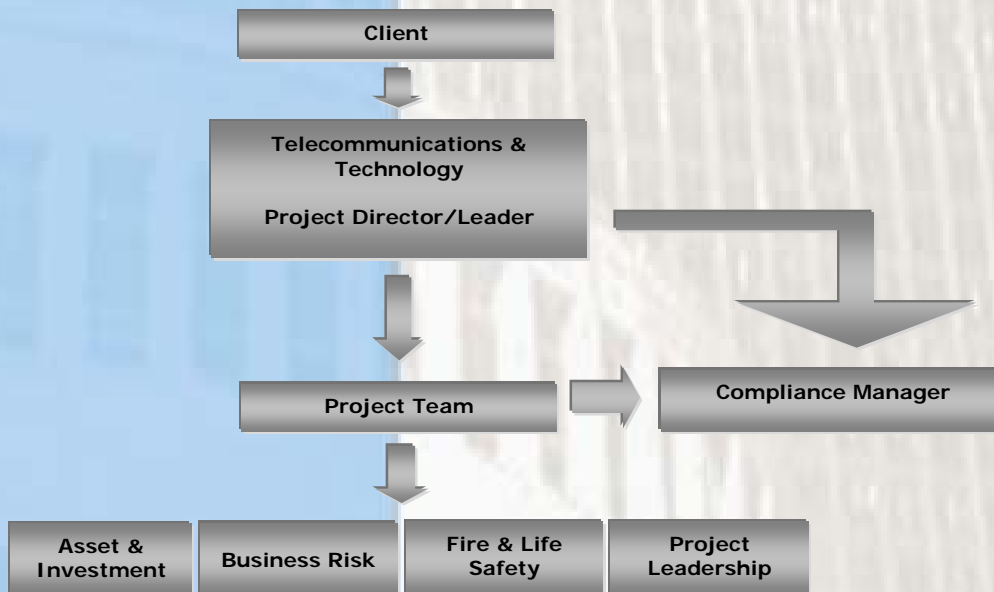 Client
Telecommunications &
Technology
Project Director/Leader
Project Team
Compliance Manager
Asset &
Investment
Business Risk
Fire & Life
Safety
Project
Leadership